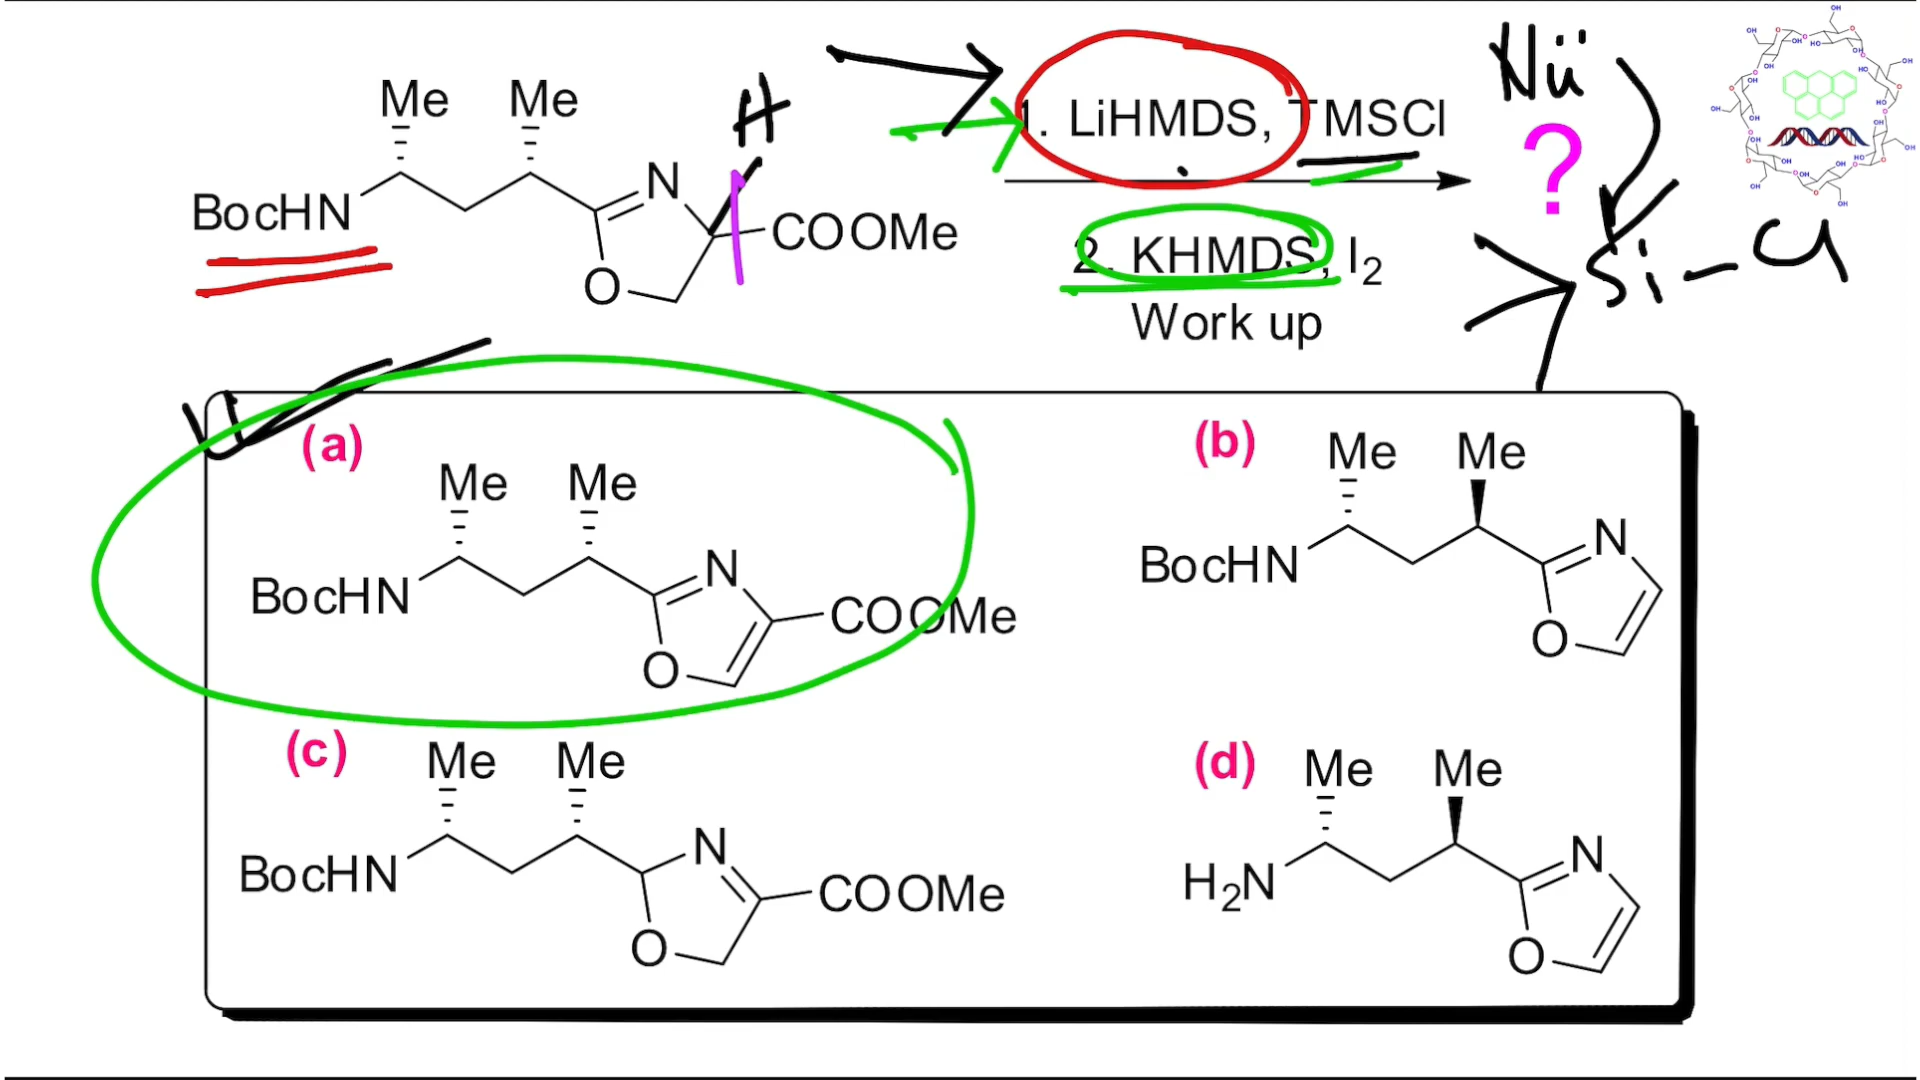 Me Me
H
1. LiHMDS, TMSCl
Nü
BocHN
N
COOMe
O
?
2. KHMDS, I2
Work up
Si-Cl
(a)
Me Me
BocHN
N
COOMe
O
(b)
Me Me
BocHN
N
O
(c)
Me Me
BocHN
N
COOMe
O
(d)
Me Me
H2N
N
O